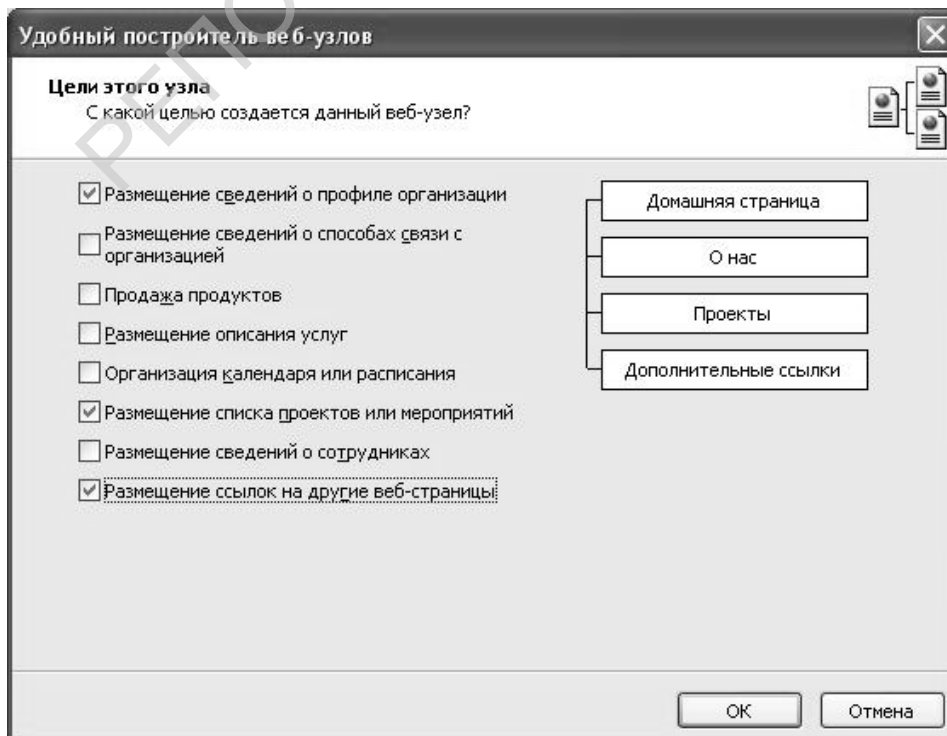 РЕПО
Удобный построитель веб-узлов
Цели этого узла
С какой целью создается данный веб-узел?
Размещение сведений о профиле организации
Размещение сведений о способах связи с
организацией
Продажа продуктов
Размещение описания услуг
Организация календаря или расписания
Размещение списка проектов или мероприятий
Размещение сведений о сотрудниках
Размещение ссылок на другие веб-страницы
Домашняя страница
О нас
Проекты
Дополнительные ссылки
ОК
Отмена